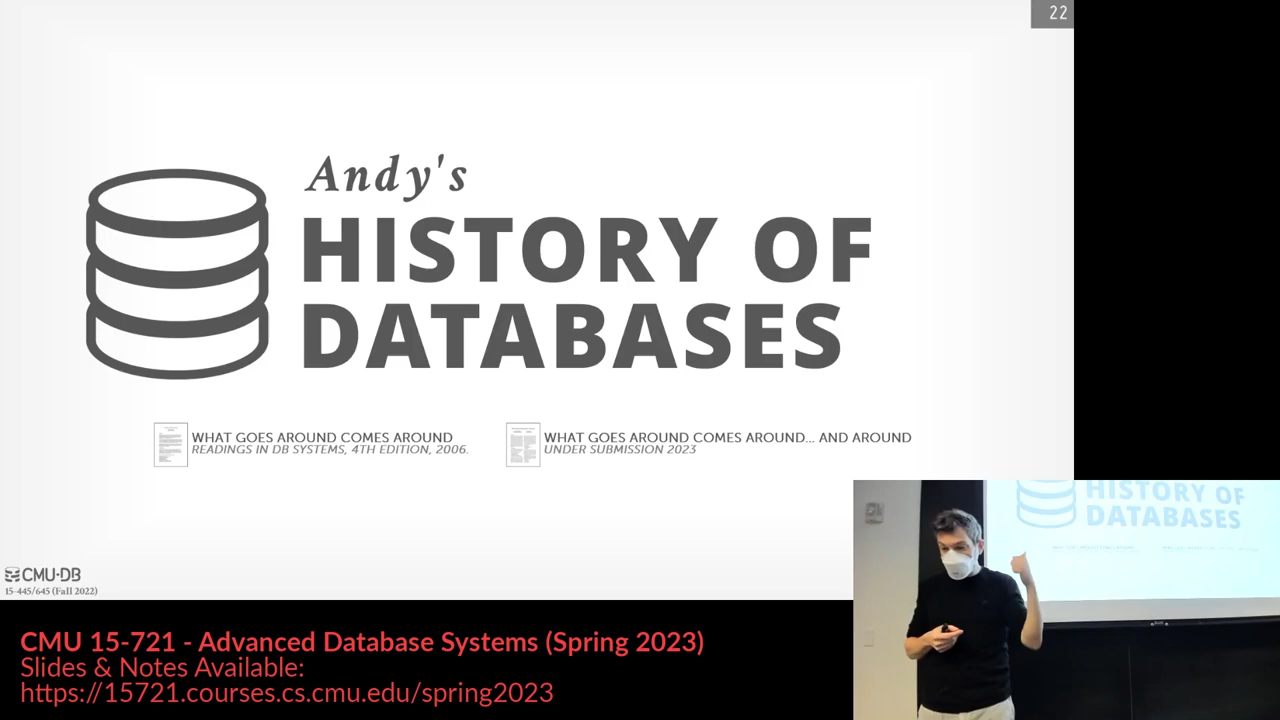 22
Andy's
HISTORY OF
DATABASES
WHAT GOES AROUND COMES AROUND
READINGS IN DB SYSTEMS, 4TH EDITION, 2006.
WHAT GOES AROUND COMES AROUND... AND AROUND
UNDER SUBMISSION 2023
CMU·DB
15-445/645 (Fall 2022)
HISTORY OF
DATABASES
CMU 15-721 - Advanced Database Systems (Spring 2023)
Slides & Notes Available:
https://15721.courses.cs.cmu.edu/spring2023